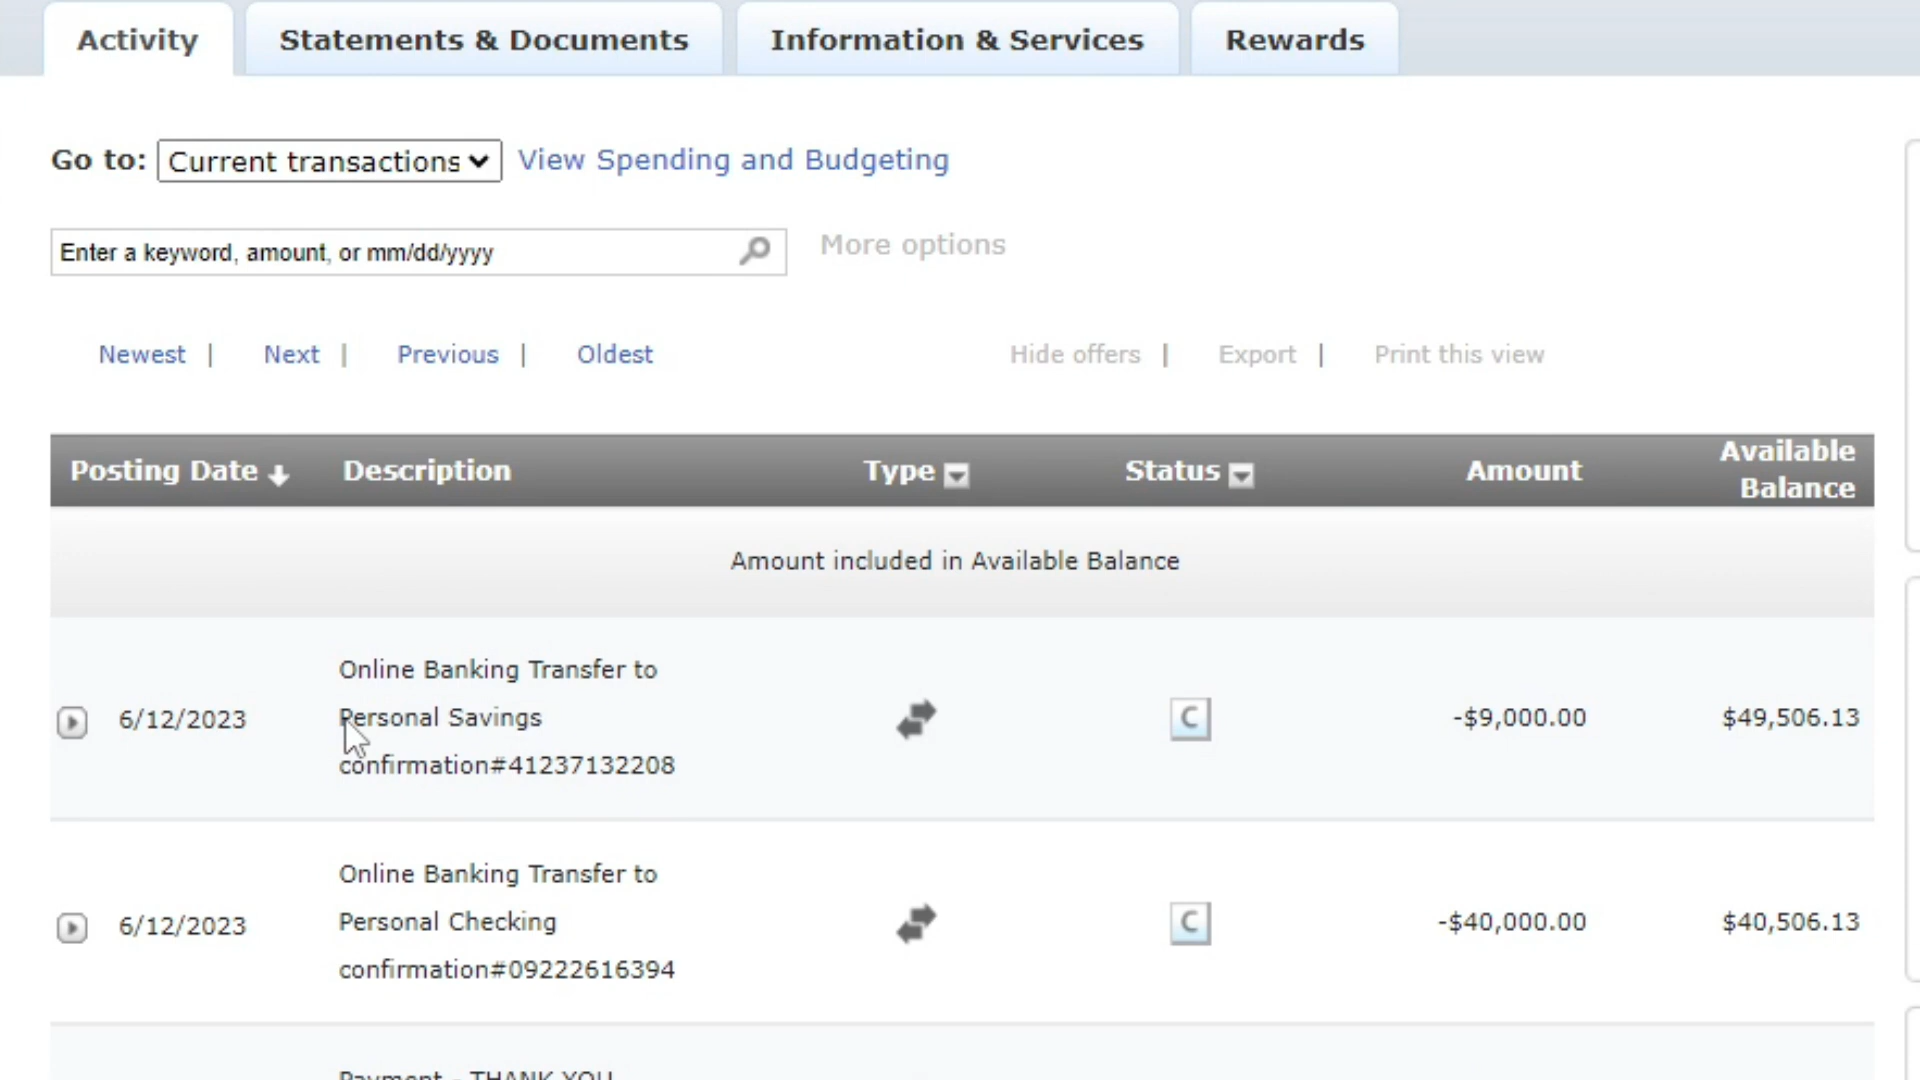 Activity
Statements & Documents
Information & Services
Rewards
Go to: Current transactions View Spending and Budgeting
Enter a keyword, amount, or mm/dd/yyyy
More options
Newest | Next | Previous | Oldest
Hide offers | Export | Print this view
Posting Date Description Type Status Amount Available Balance
Amount included in Available Balance
6/12/2023
Online Banking Transfer to
Personal Savings
confirmation#41237132208
C
-$9,000.00
$49,506.13
6/12/2023
Online Banking Transfer to
Personal Checking
confirmation#09222616394
C
-$40,000.00
$40,506.13
Payment - THANK YOU